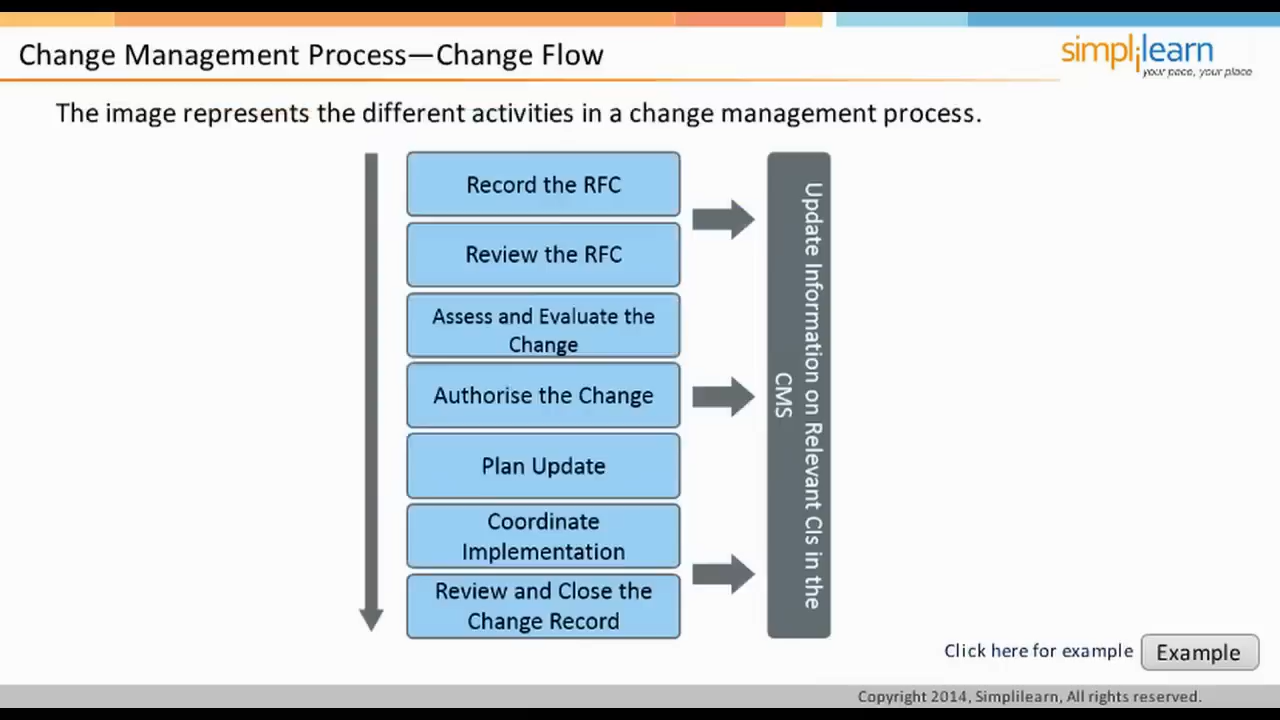 Change Management Process—Change Flow
simplilearn
your pace, your place
The image represents the different activities in a change management process.
Record the RFC
Review the RFC
Assess and Evaluate the
Change
Authorise the Change
Plan Update
Coordinate
Implementation
Review and Close the
Change Record
Update Information on Relevant CIs in the
CMS
Click here for example
Example
Copyright 2014, Simplilearn, All rights reserved.